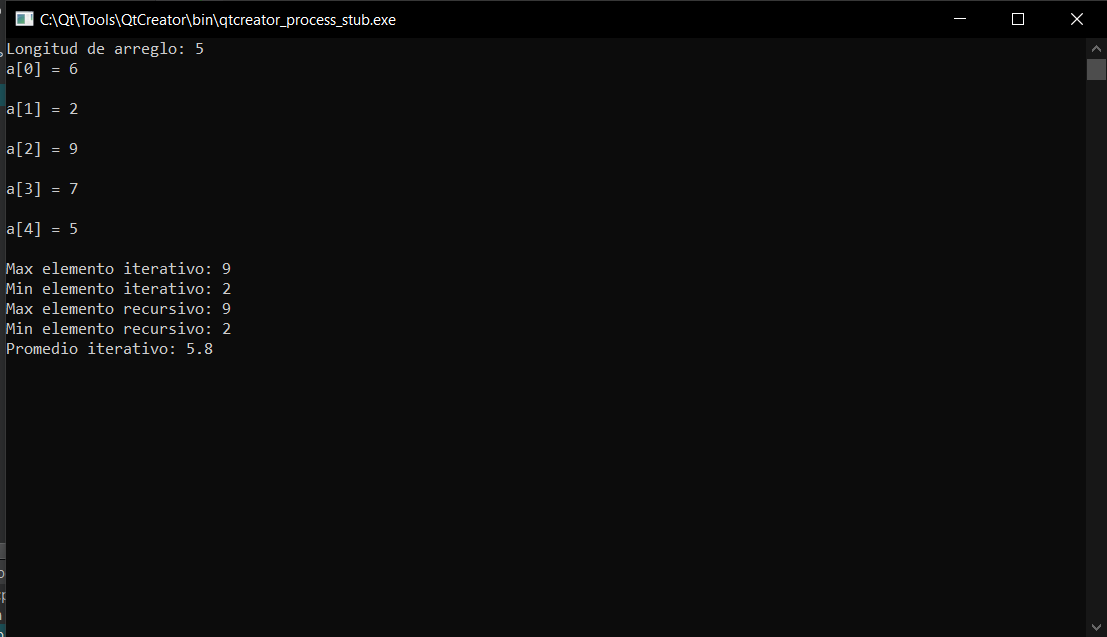 C:\Qt\Tools\QtCreator\bin\qtcreator_process_stub.exe
Longitud de arreglo: 5
a[0] = 6
a[1] = 2
a[2] = 9
a[3] = 7
a[4] = 5
Max elemento iterativo: 9
Min elemento iterativo: 2
Max elemento recursivo: 9
Min elemento recursivo: 2
Promedio iterativo: 5.8